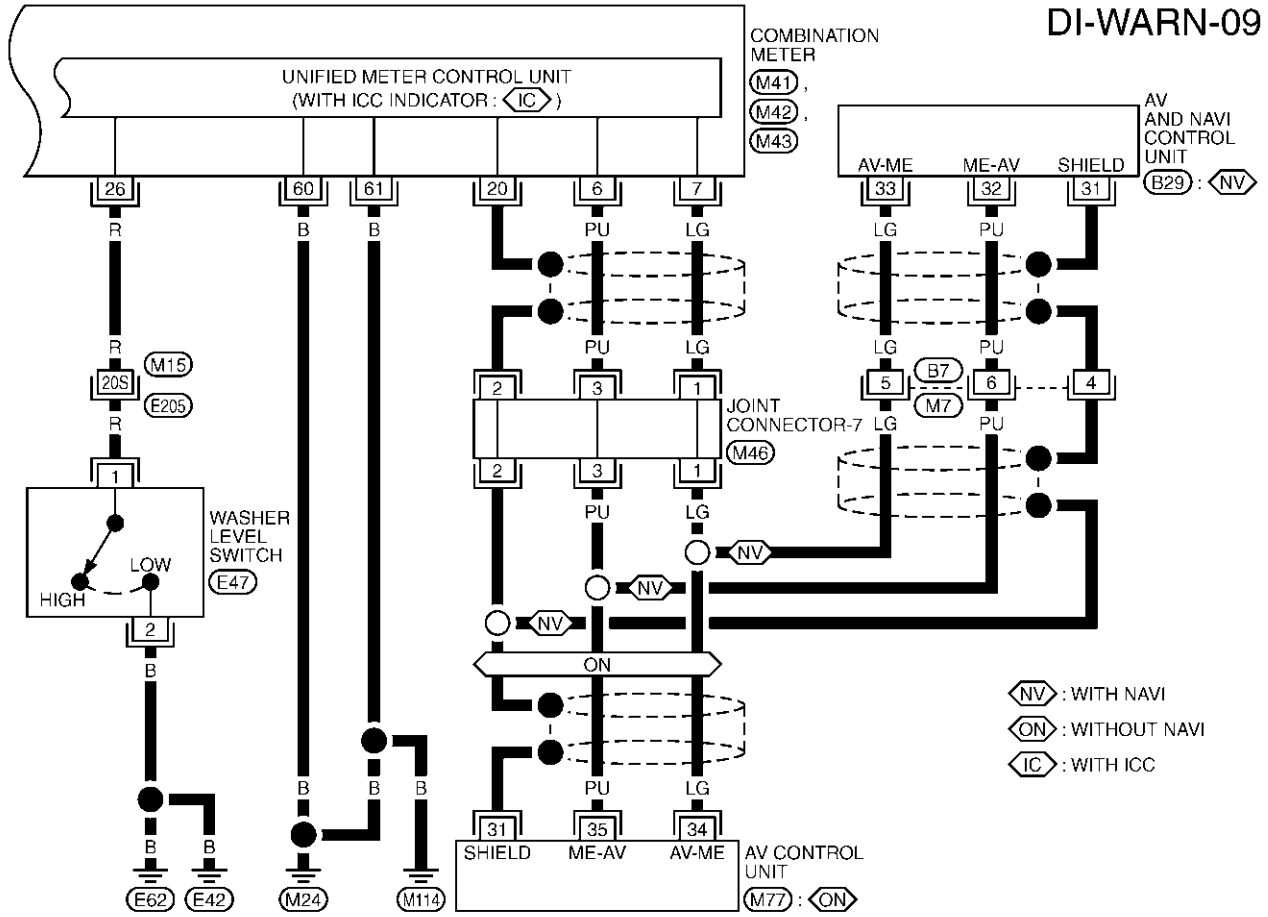 DI-WARN-09
COMBINATION
METER
M41 ,
M42 ,
M43
UNIFIED METER CONTROL UNIT
(WITH ICC INDICATOR : IC )
AV
AND NAVI
CONTROL
UNIT
B29 : NV
AV-ME ME-AV SHIELD
26 60 61 20 6 7 33 32 31
R B B PU LG LG PU
R PU LG LG PU
M15
20S
E205
R
2 3 1
5 B7 6 4
M7
JOINT
CONNECTOR-7
M46
LG PU
2 3 1
PU LG
1
WASHER
LEVEL
SWITCH
E47
LOW
HIGH
2
B
NV
NV
NV
ON
NV : WITH NAVI
ON : WITHOUT NAVI
IC : WITH ICC
B B B PU LG
31 35 34
SHIELD ME-AV AV-ME
AV CONTROL
UNIT
M77 : ON
B B
E62 E42 M24 M114